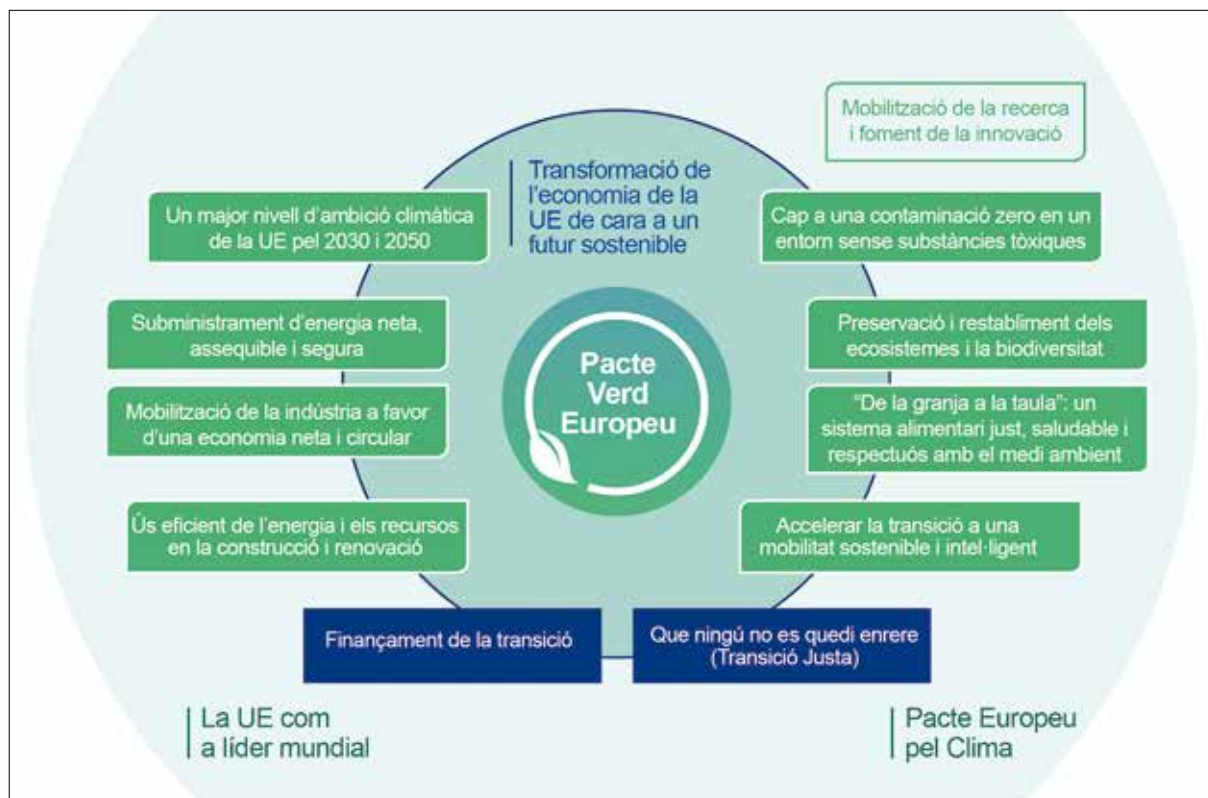 Mobilització de la recerca
i foment de la innovació
Transformació de
l'economia de la
UE de cara a un
futur sostenible
Un major nivell d'ambició climàtica
de la UE pel 2030 i 2050
Cap a una contaminació zero en un
entorn sense substàncies tòxiques
Subministrament d'energia neta,
assequible i segura
Preservació i restabliment dels
ecosistemes i la biodiversitat
Pacte
Verd
Europeu
Mobilització de la indústria a favor
d'una economia neta i circular
"De la granja a la taula": un
sistema alimentari just, saludable i
respectuós amb el medi ambient
Ús eficient de l'energia i els recursos
en la construcció i renovació
Accelerar la transició a una
mobilitat sostenible i intel·ligent
Finançament de la transició
Que ningú no es quedi enrere
(Transició Justa)
La UE com
a líder mundial
Pacte Europeu
pel Clima